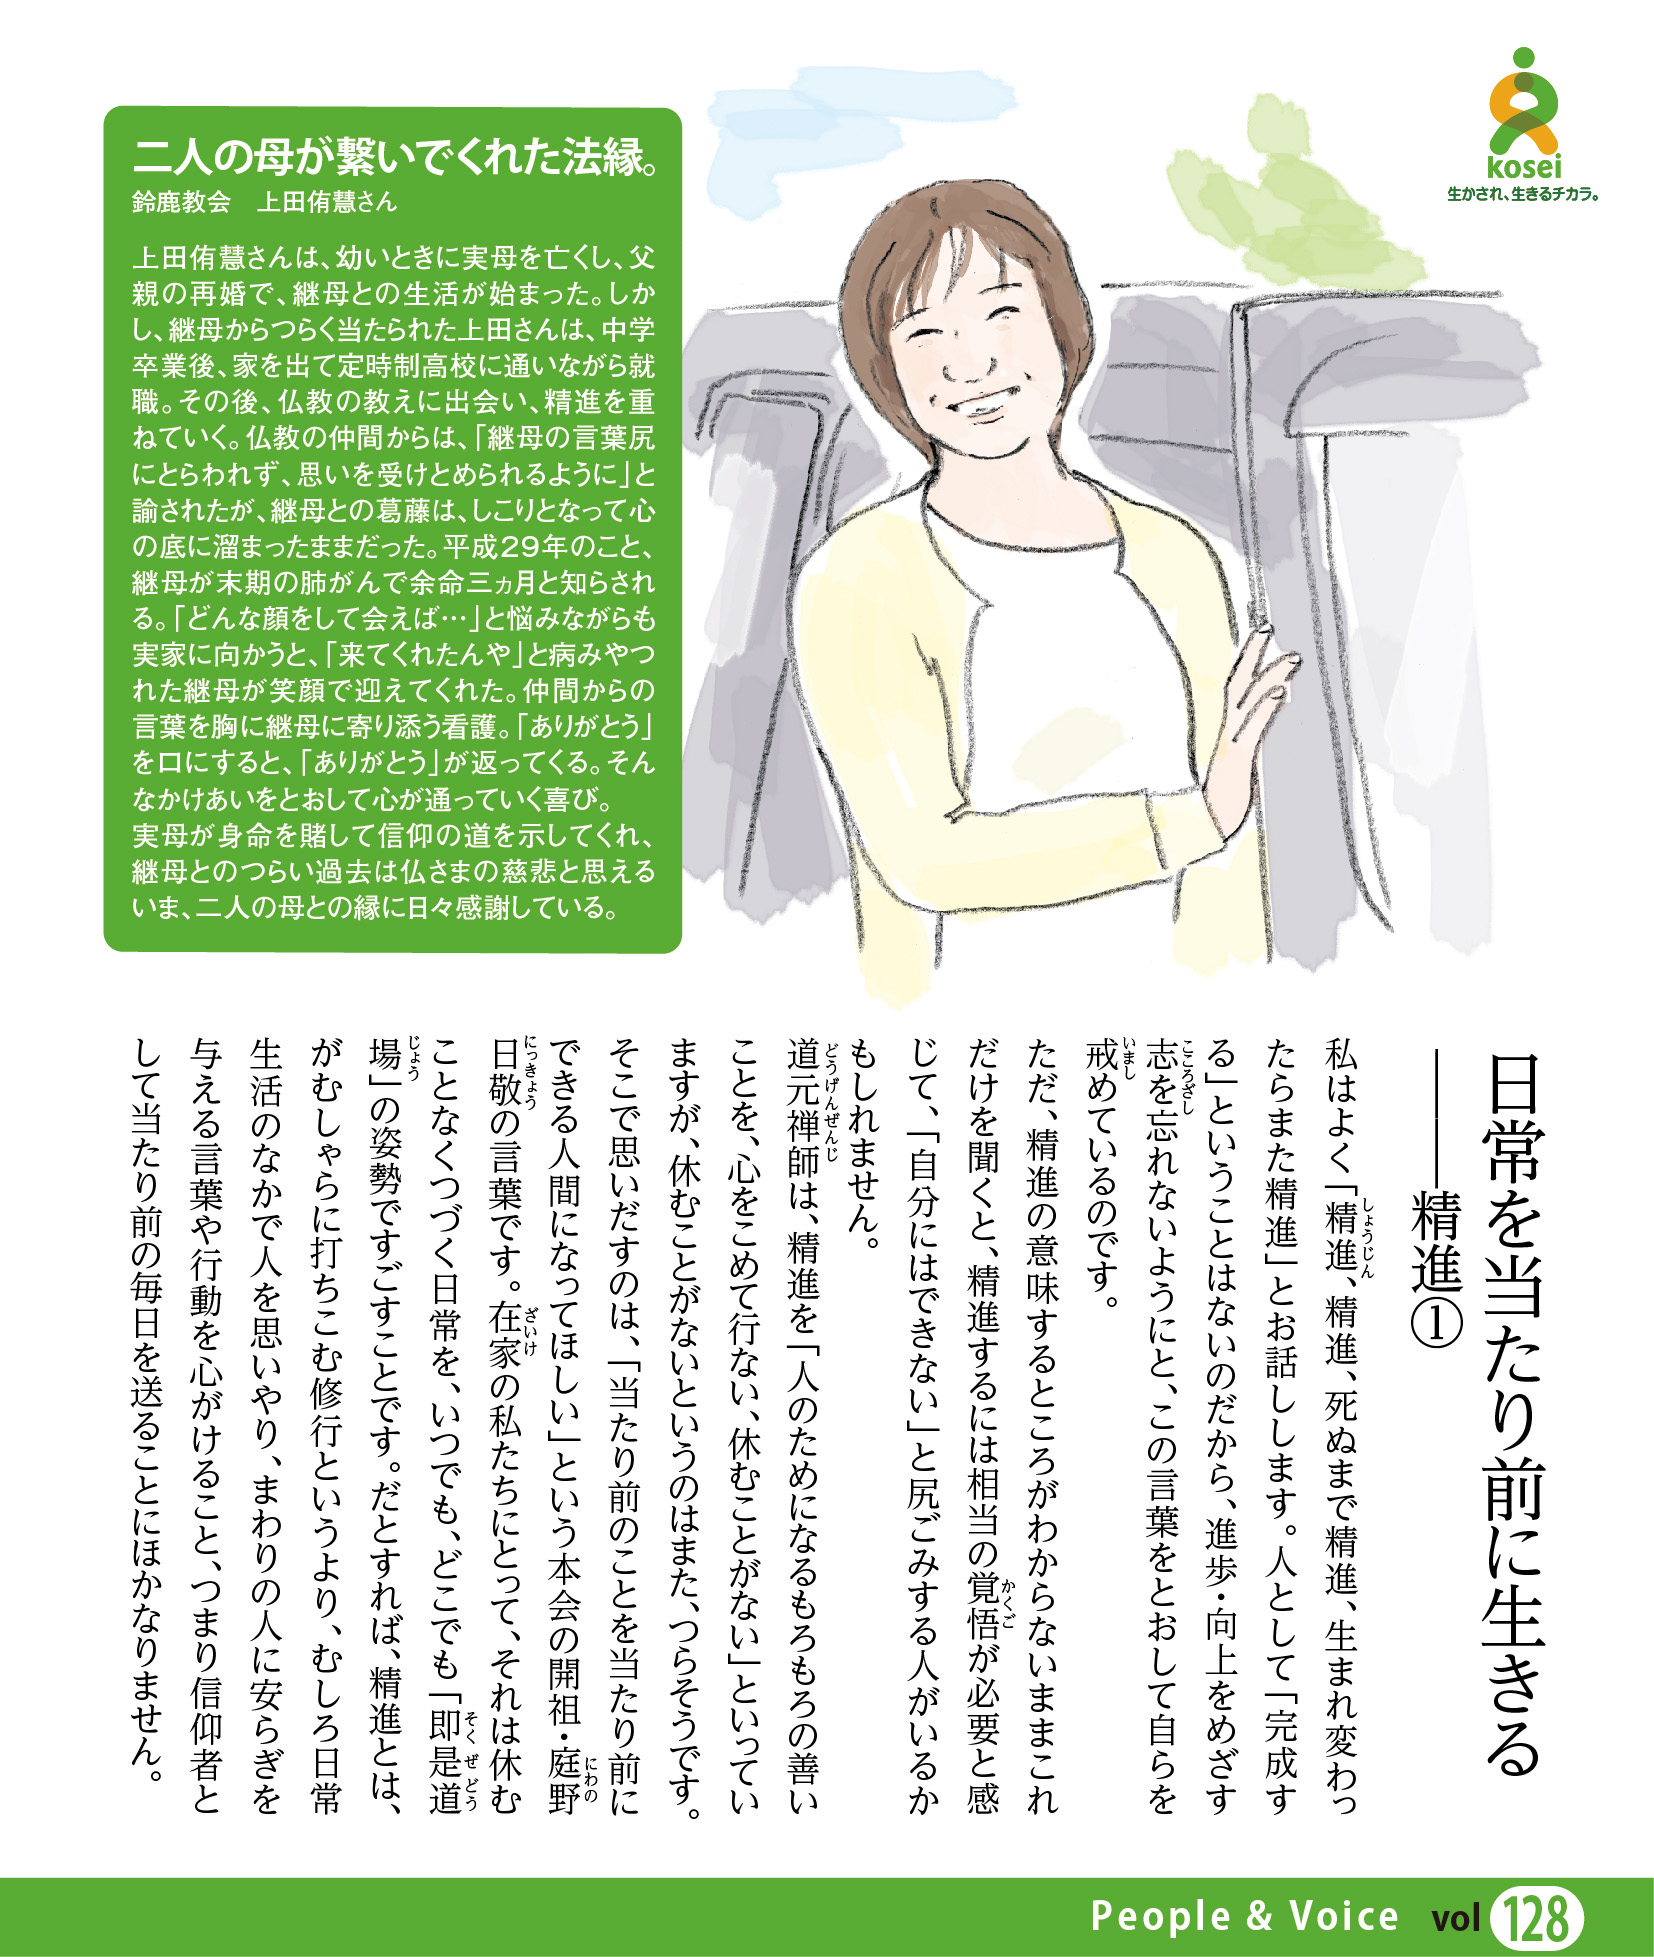 kosei
生かされ、生きるチカラ。
二人の母が繋いでくれた法縁。
鈴鹿教会　上田侑慧さん
上田侑慧さんは、幼いときに実母を亡くし、父
親の再婚で、継母との生活が始まった。しか
し、継母からつらく当たられた上田さんは、中学
卒業後、家を出て定時制高校に通いながら就
職。その後、仏教の教えに出会い、精進を重
ねていく。仏教の仲間からは、「継母の言葉尻
にとらわれず、思いを受けとめられるように」と
諭されたが、継母との葛藤は、しこりとなって心
の底に溜まったままだった。平成29年のこと、
継母が末期の肺がんで余命三ヵ月と知らされ
る。「どんな顔をして会えば…」と悩みながらも
実家に向かうと、「来てくれたんや」と病みやつ
れた継母が笑顔で迎えてくれた。仲間からの
言葉を胸に継母に寄り添う看護。「ありがとう」
を口にすると、「ありがとう」が返ってくる。そん
なかけあいをとおして心が通っていく喜び。
実母が身命を賭して信仰の道を示してくれ、
継母とのつらい過去は仏さまの慈悲と思える
いま、二人の母との縁に日々感謝している。
日常を当たり前に生きる
――精進①
私はよく「精進、精進、死ぬまで精進、生まれ変わっ
しょうじん
たらまた精進」とお話しします。人として「完成す
る」ということはないのだから、進歩・向上をめざす
志を忘れないようにと、この言葉をとおして自らを
こころざし
戒めているのです。
いまし
ただ、精進の意味するところがわからないままこれ
だけを聞くと、精進するには相当の覚悟が必要と感
かくご
じて、「自分にはできない」と尻ごみする人がいるか
もしれません。
道元禅師は、精進を「人のためになるもろもろの善い
どうげんぜんじ
ことを、心をこめて行ない、休むことがない」といってい
ますが、休むことがないというのはまた、つらそうです。
そこで思いだすのは、「当たり前のことを当たり前に
できる人間になってほしい」という本会の開祖・庭野
にわの
日敬の言葉です。在家の私たちにとって、それは休む
にっきょう ざいけ
ことなくつづく日常を、いつでも、どこでも「即是道
そくぜどう
場」の姿勢ですごすことです。だとすれば、精進とは、
じょう
がむしゃらに打ちこむ修行というより、むしろ日常
生活のなかで人を思いやり、まわりの人に安らぎを
与える言葉や行動を心がけること、つまり信仰者と
して当たり前の毎日を送ることにほかなりません。
People & Voice vol 128